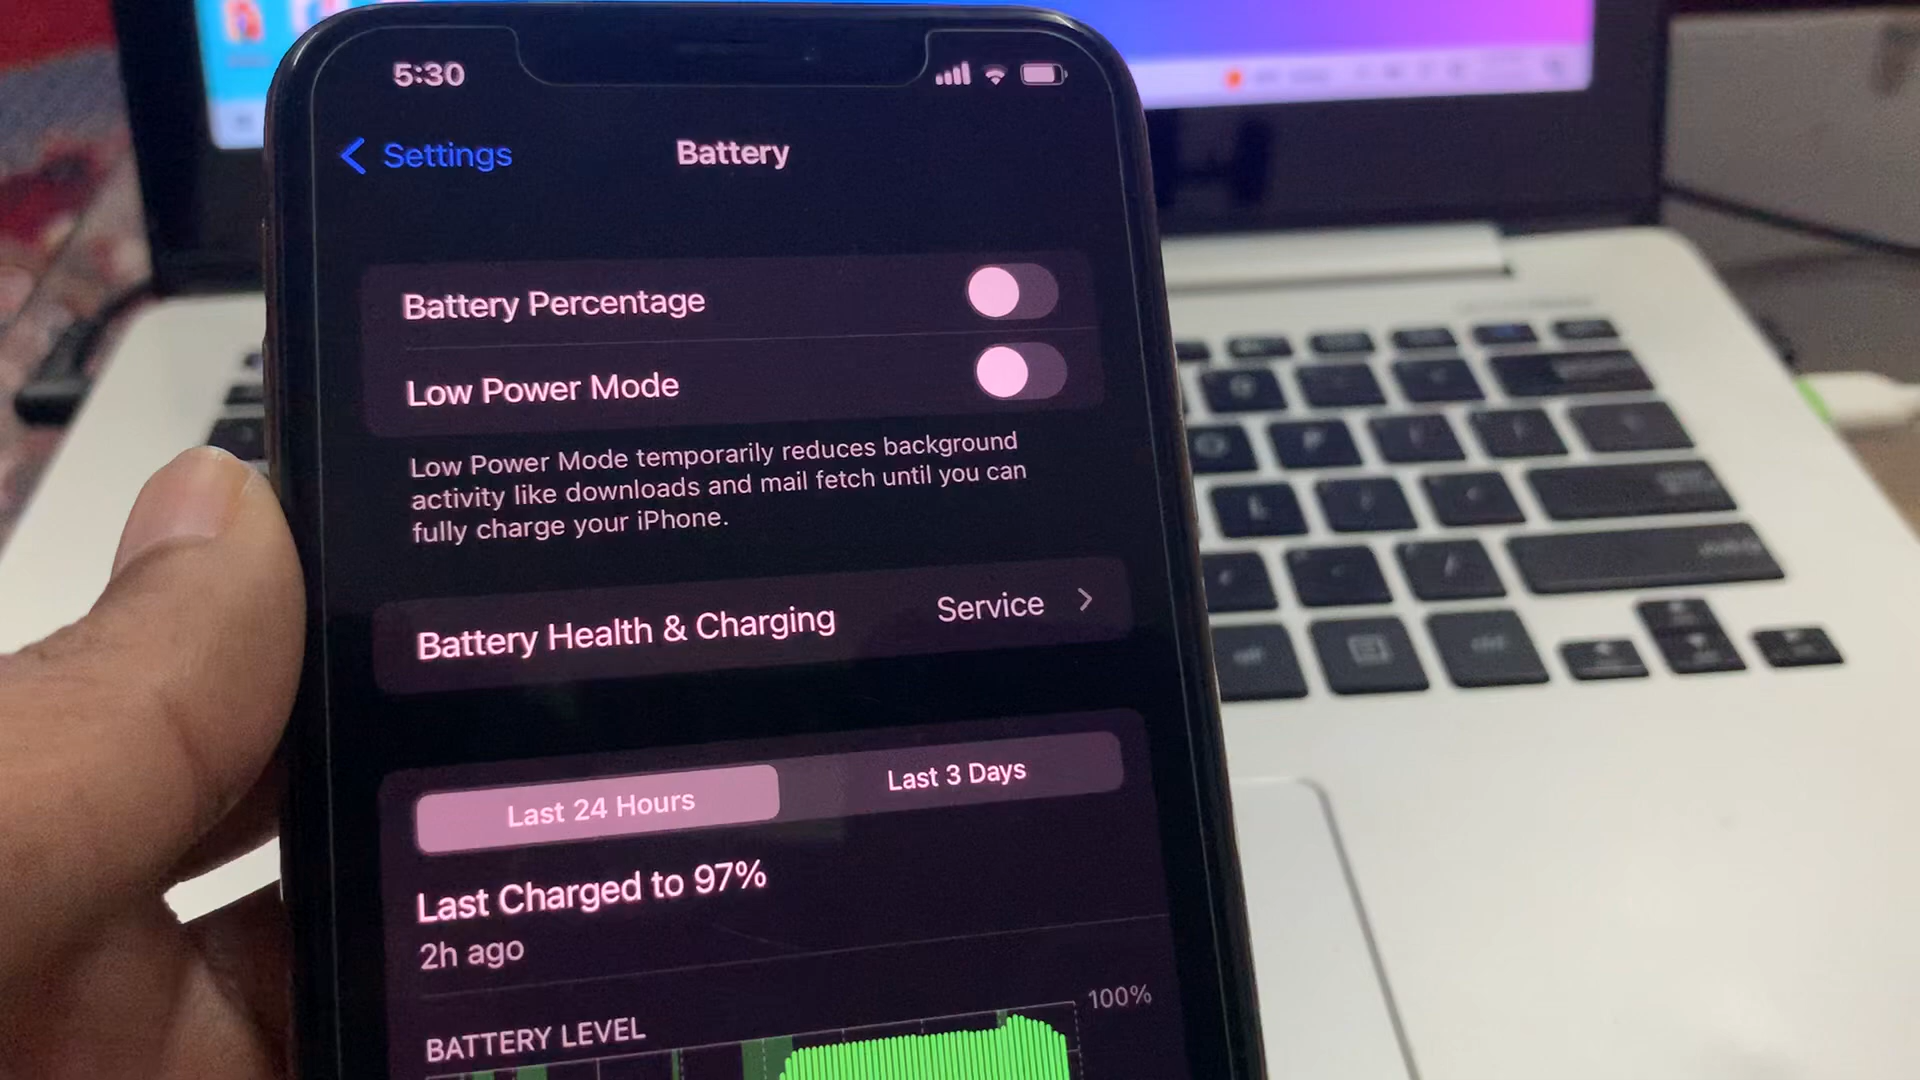 5:30
Settings
Battery
Battery Percentage
Low Power Mode
Low Power Mode temporarily reduces background
activity like downloads and mail fetch until you can
fully charge your iPhone.
Battery Health & Charging Service
Last 24 Hours Last 3 Days
Last Charged to 97%
2h ago
100%
BATTERY LEVEL